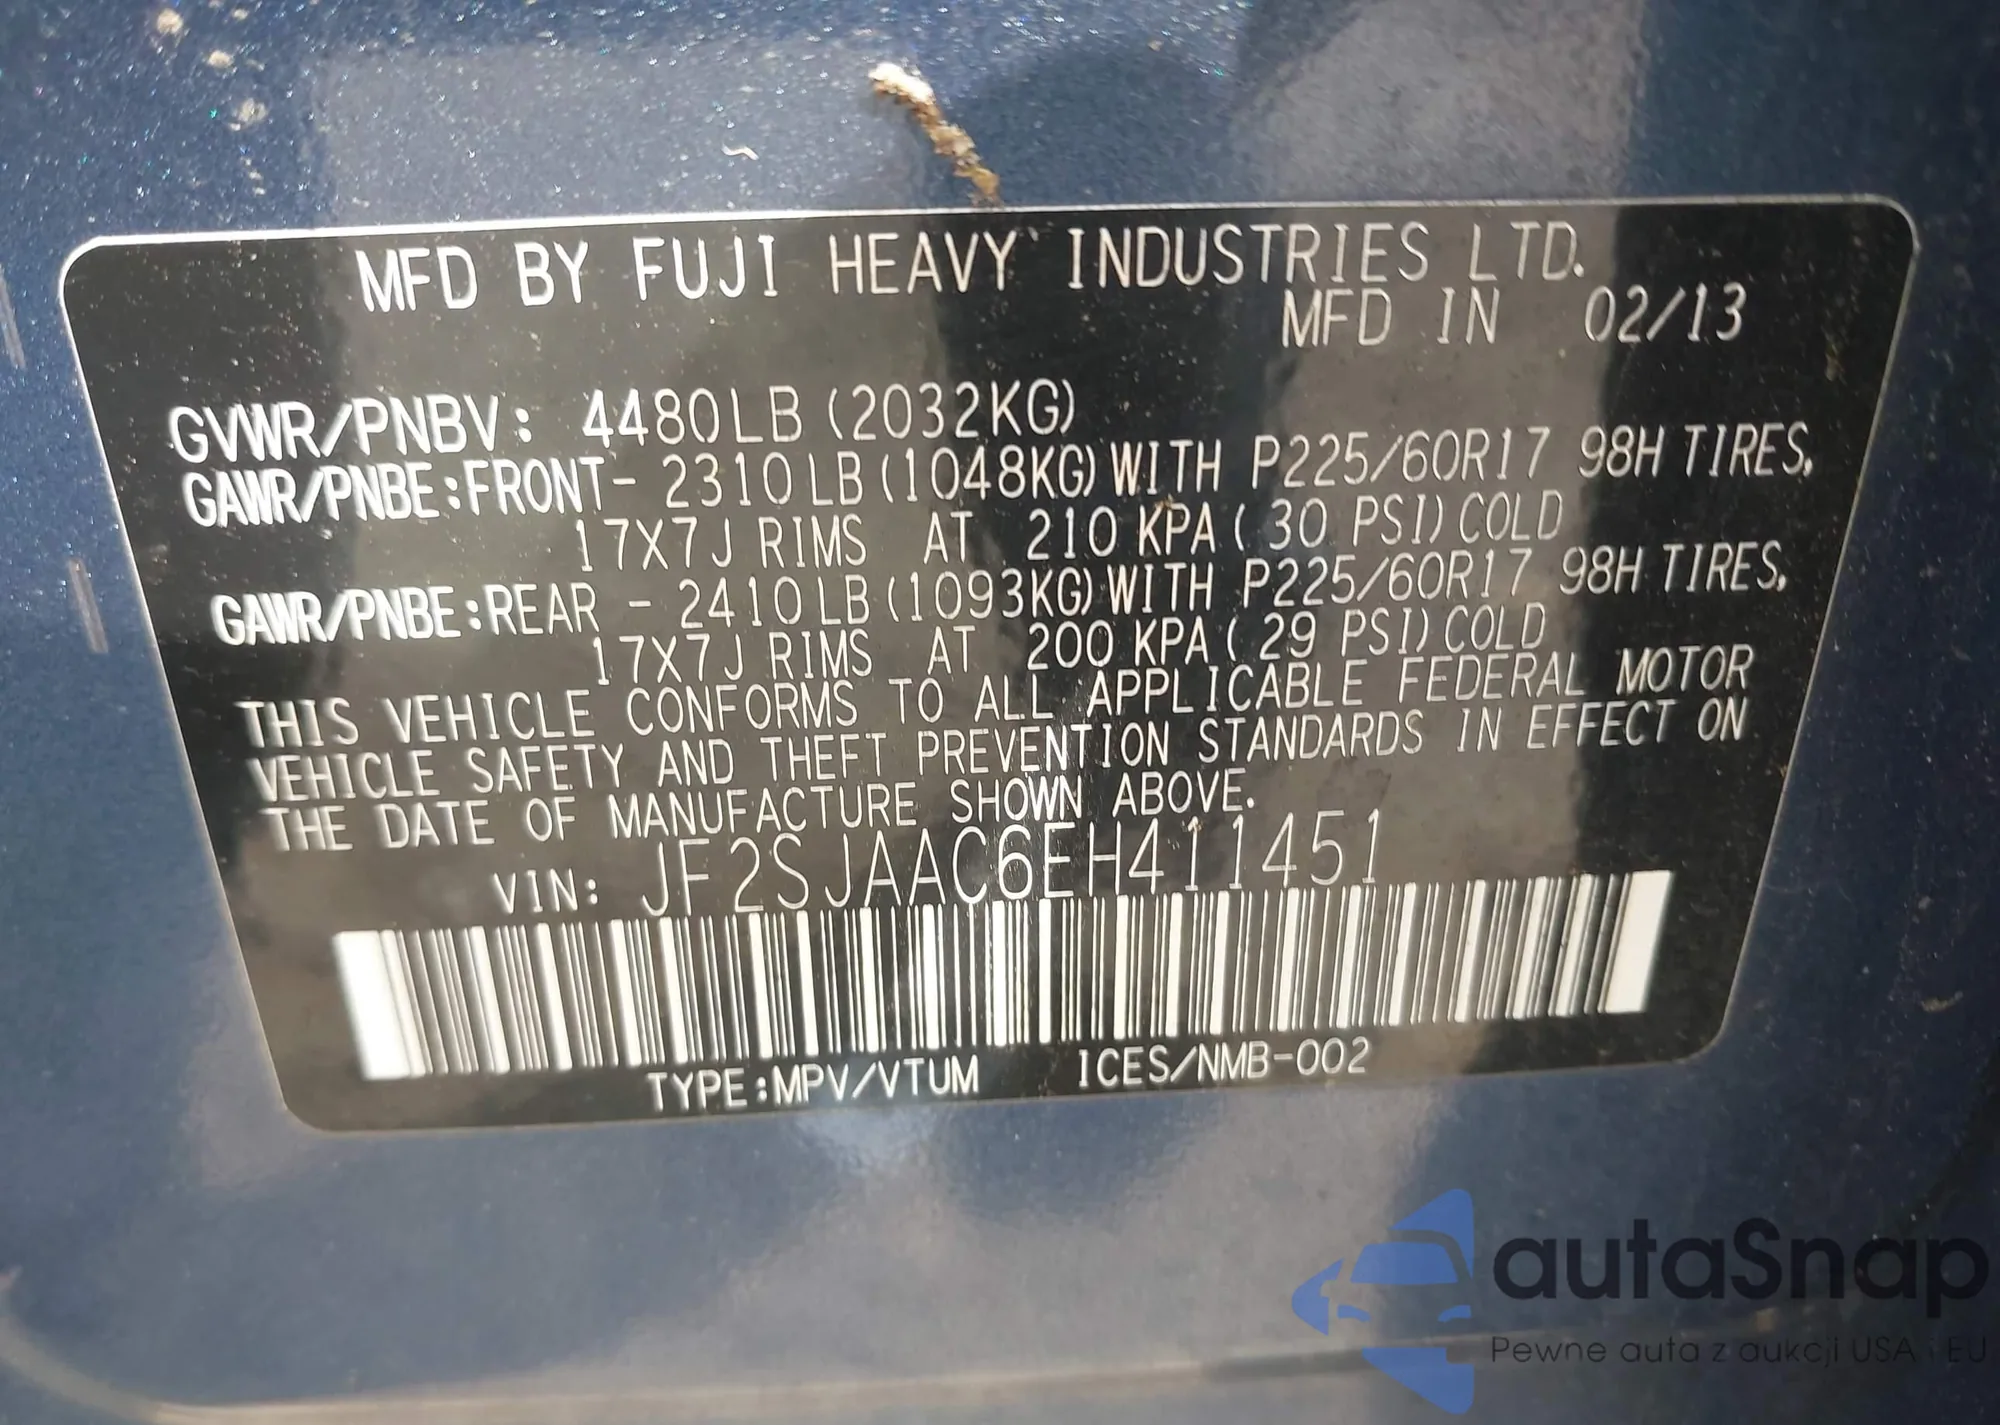 MFD BY FUJI HEAVY INDUSTRIES LTD.
MFD IN 02/13
GVWR/PNBV: 4480LB (2032KG)
GAWR/PNBE:FRONT- 2310LB (1048KG) WITH P225/60R17 98H TIRES,
17X7J RIMS AT 210 KPA ( 30 PSI) COLD
GAWR/PNBE:REAR - 2410LB (1093KG) WITH P225/60R17 98H TIRES,
17X7J RIMS AT 200 KPA ( 29 PSI) COLD
THIS VEHICLE CONFORMS TO ALL APPLICABLE FEDERAL MOTOR
VEHICLE SAFETY AND THEFT PREVENTION STANDARDS IN EFFECT ON
THE DATE OF MANUFACTURE SHOWN ABOVE.
VIN: JF2SJAAC6EH411451
TYPE:MPV/VTUM ICES/NMB-002
autaSnap
Pewne auta z aukcji USA i EU